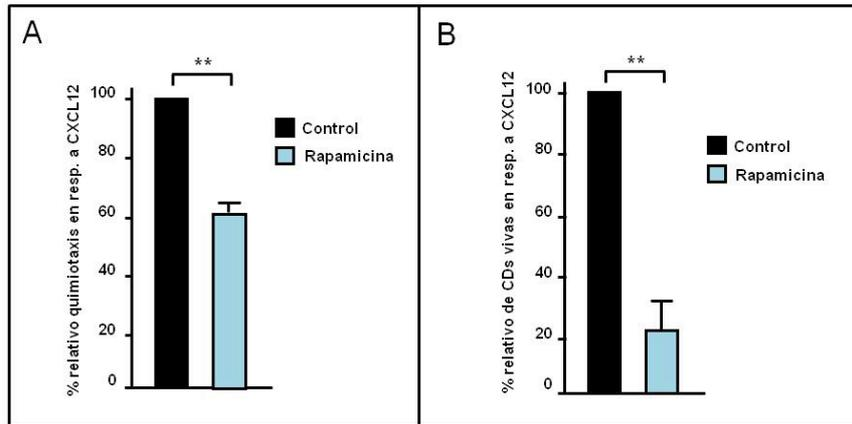 A
**
% relativo quimiotaxis en resp. a CXCL12
100
80
60
40
20
0
Control
Rapamicina
B
**
% relativo de CDs vivas en resp. a CXCL12
100
80
60
40
20
0
Control
Rapamicina